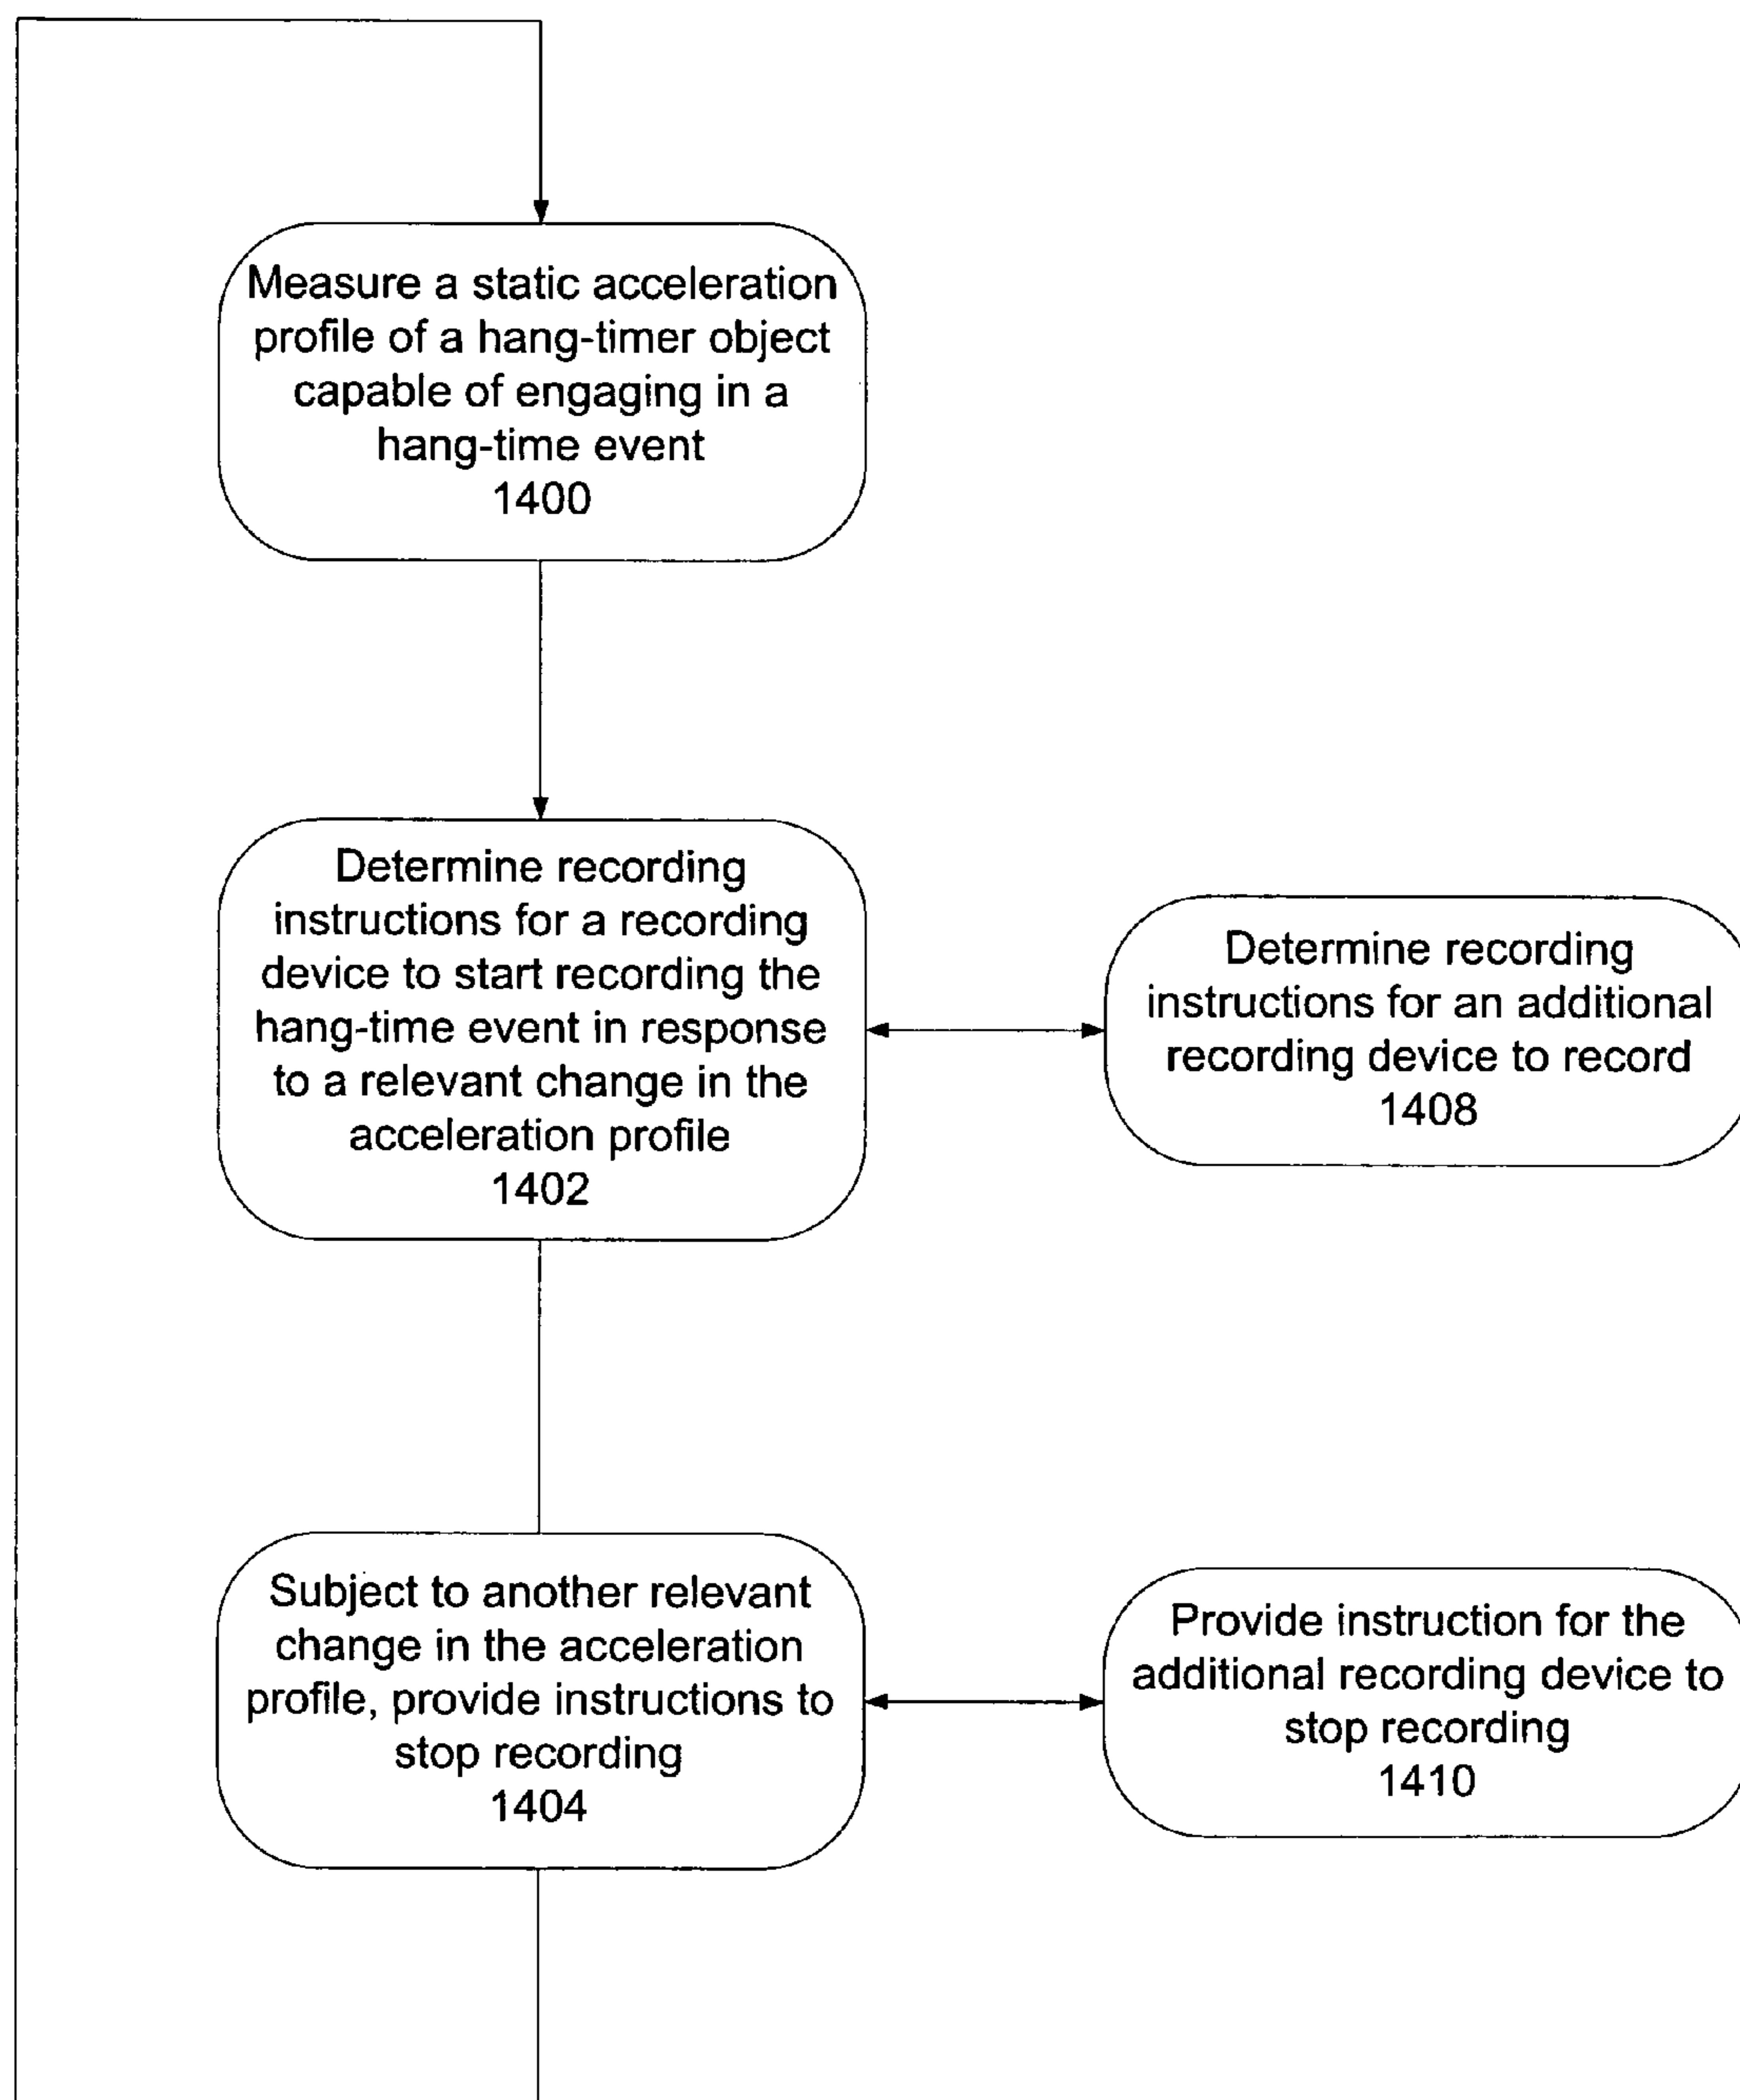 Measure a static acceleration
profile of a hang-timer object
capable of engaging in a
hang-time event
1400
Determine recording
instructions for a recording
device to start recording the
hang-time event in response
to a relevant change in the
acceleration profile
1402
Determine recording
instructions for an additional
recording device to record
1408
Subject to another relevant
change in the acceleration
profile, provide instructions to
stop recording
1404
Provide instruction for the
additional recording device to
stop recording
1410